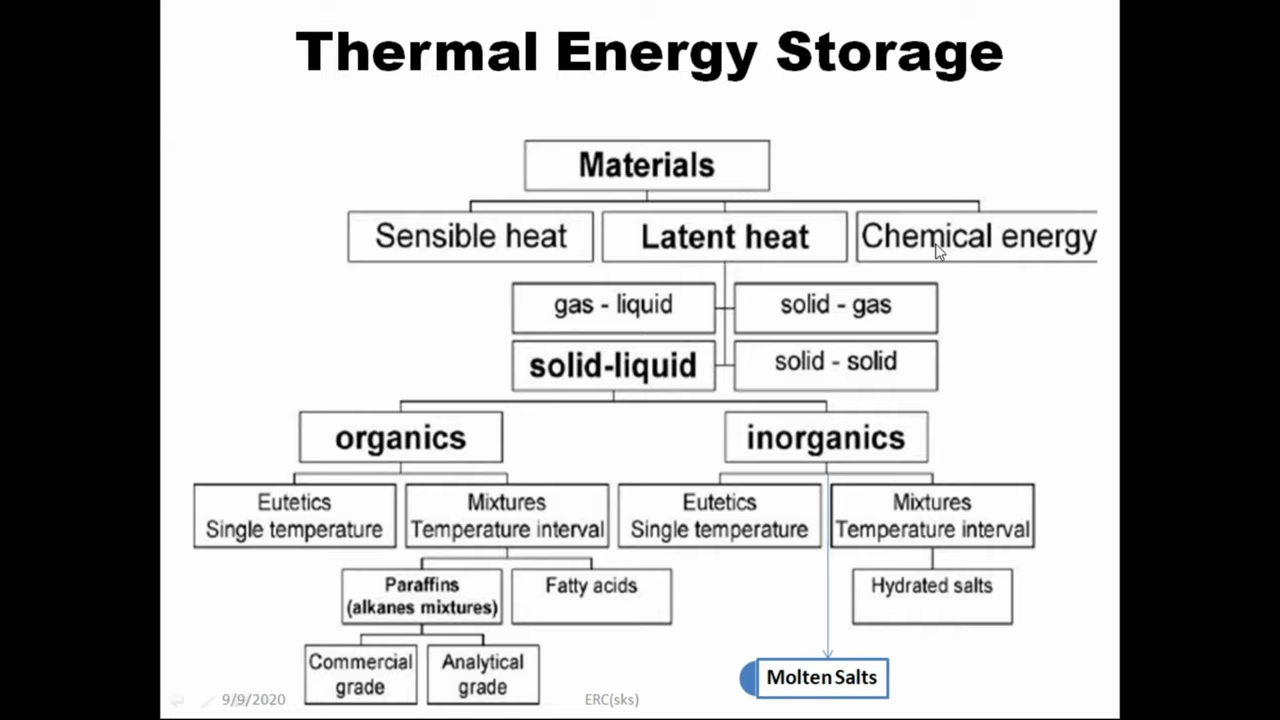 Thermal Energy Storage
Materials
Sensible heat
Latent heat
Chemical energy
gas - liquid
solid - gas
solid-liquid
solid - solid
organics
inorganics
Eutetics
Single temperature
Mixtures
Temperature interval
Eutetics
Single temperature
Mixtures
Temperature interval
Paraffins
(alkanes mixtures)
Fatty acids
Hydrated salts
Commercial
grade
Analytical
grade
Molten Salts
9/9/2020
ERC(sks)